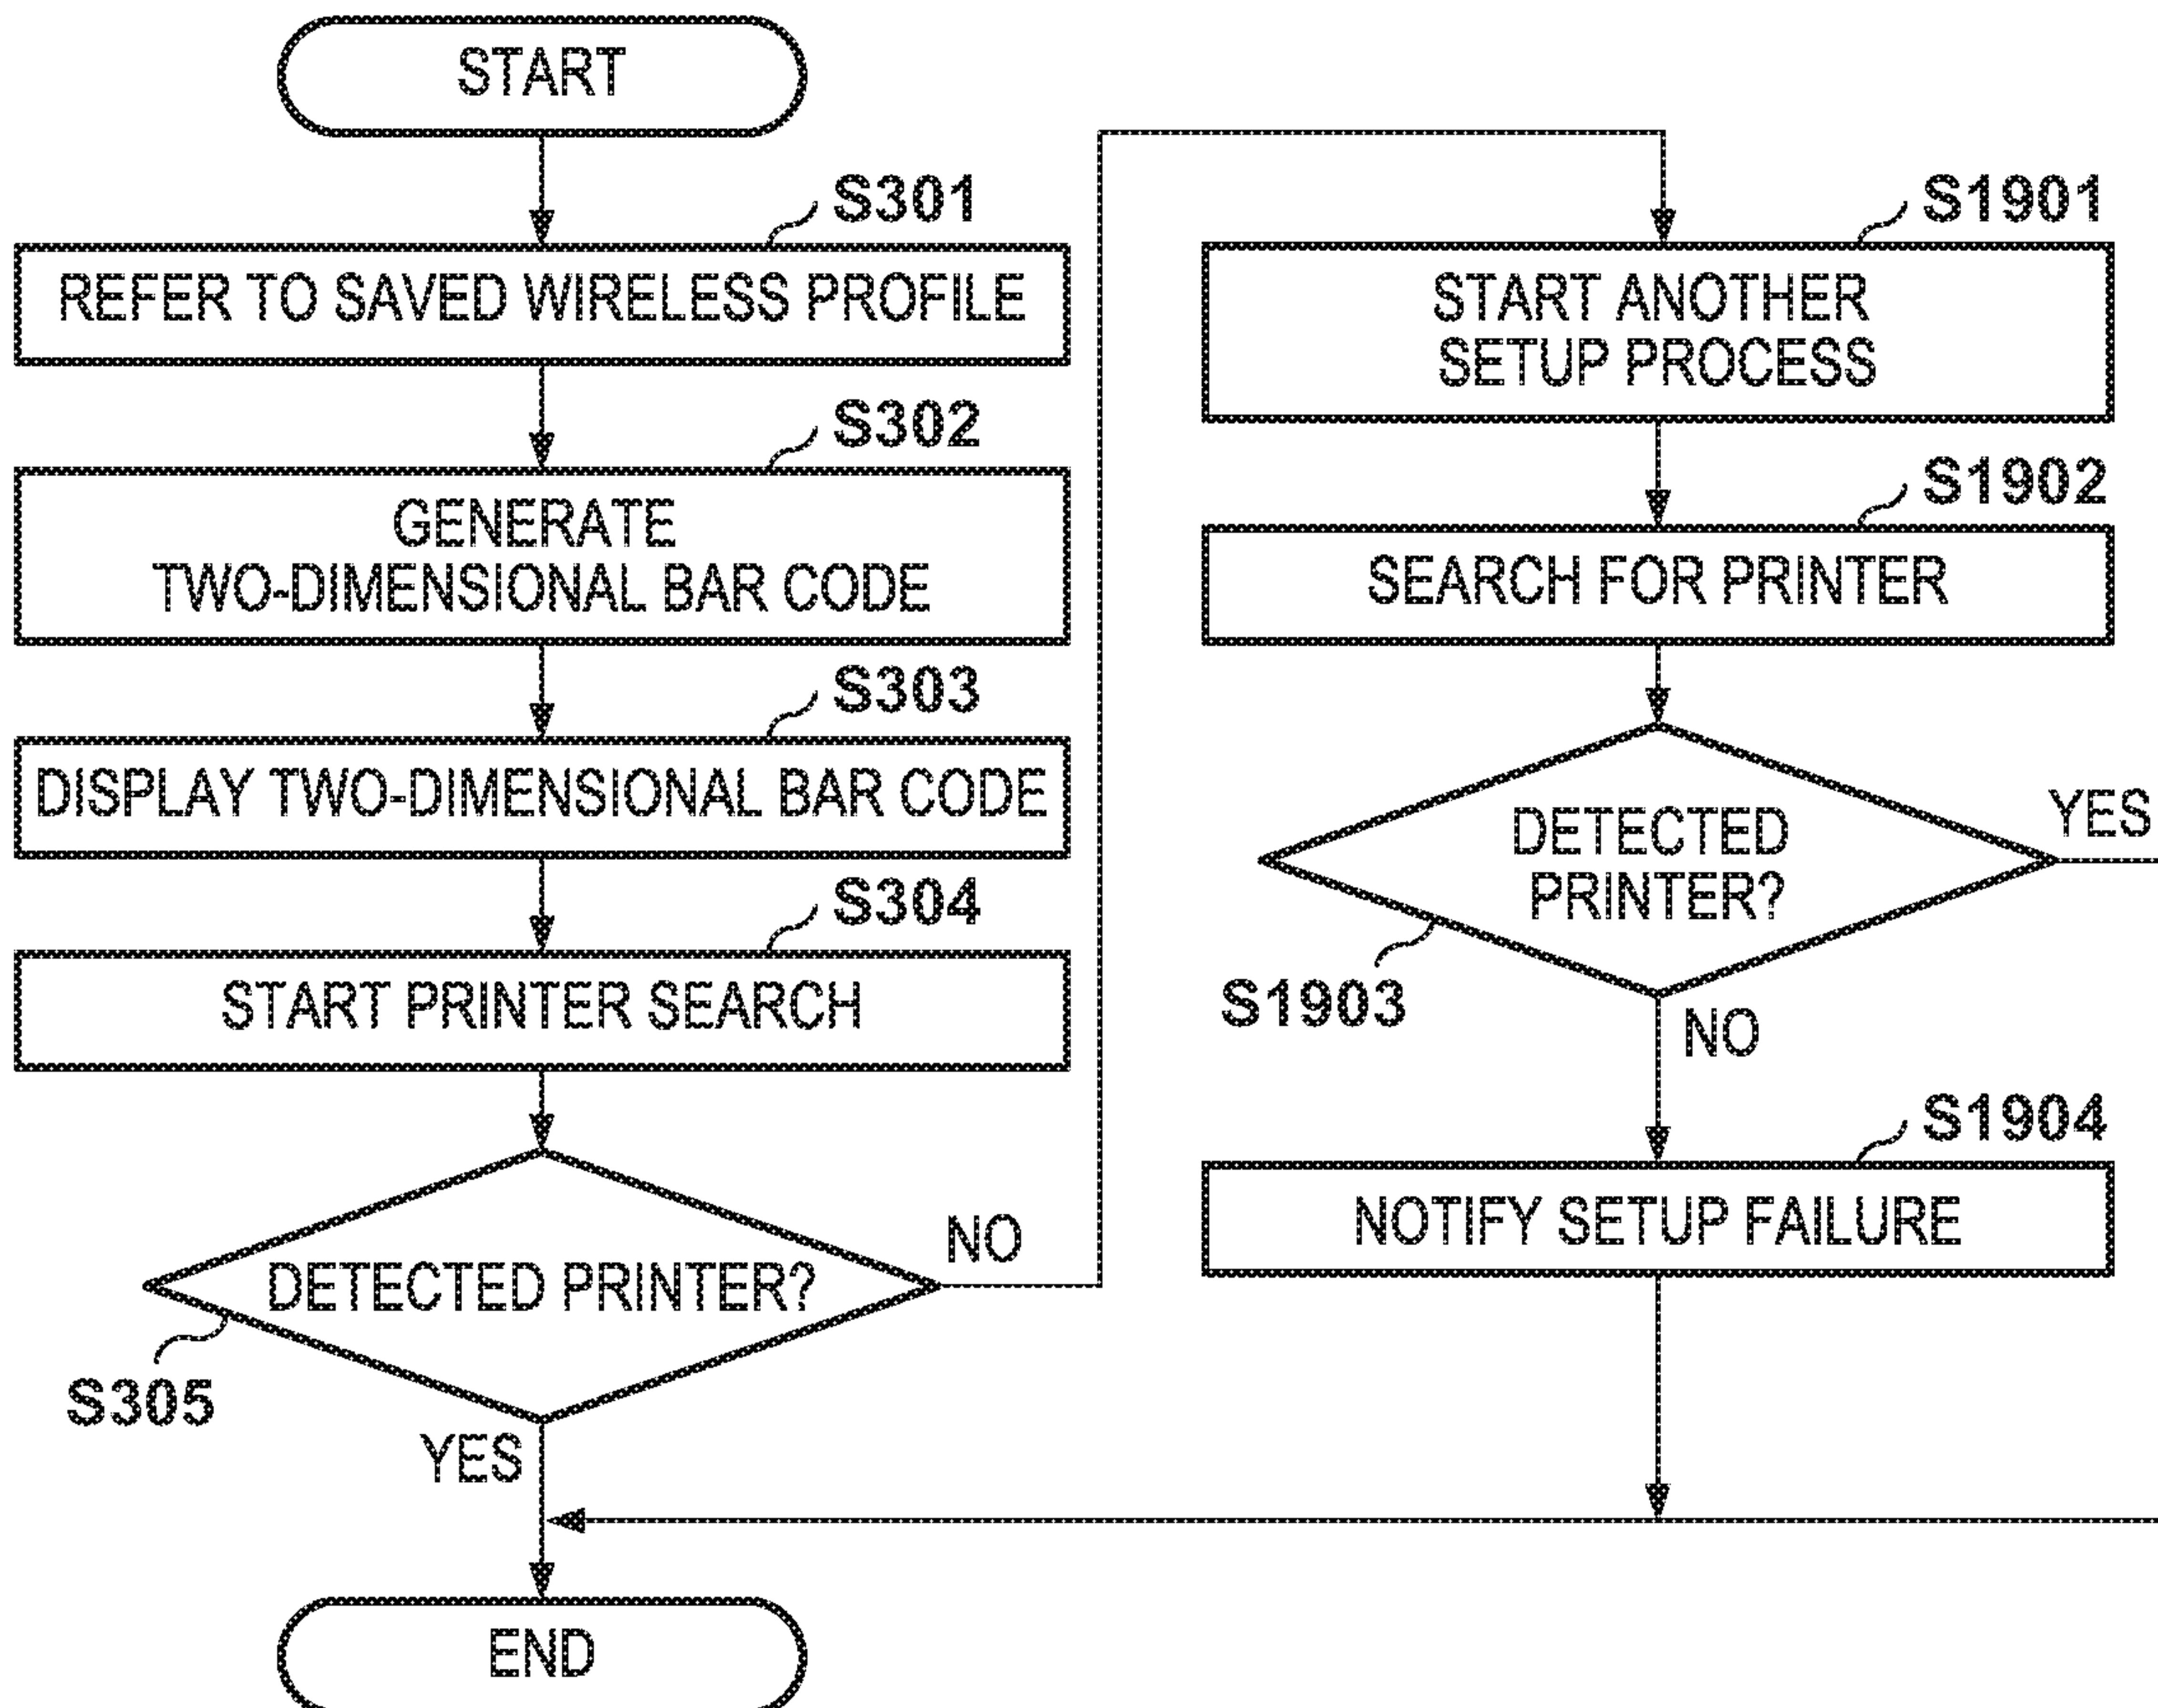 START
S301
REFER TO SAVED WIRELESS PROFILE
S302
GENERATE
TWO-DIMENSIONAL BAR CODE
S303
DISPLAY TWO-DIMENSIONAL BAR CODE
S304
START PRINTER SEARCH
DETECTED PRINTER?
NO
S305
YES
END
S1901
START ANOTHER
SETUP PROCESS
S1902
SEARCH FOR PRINTER
DETECTED
PRINTER?
YES
S1903
NO
S1904
NOTIFY SETUP FAILURE